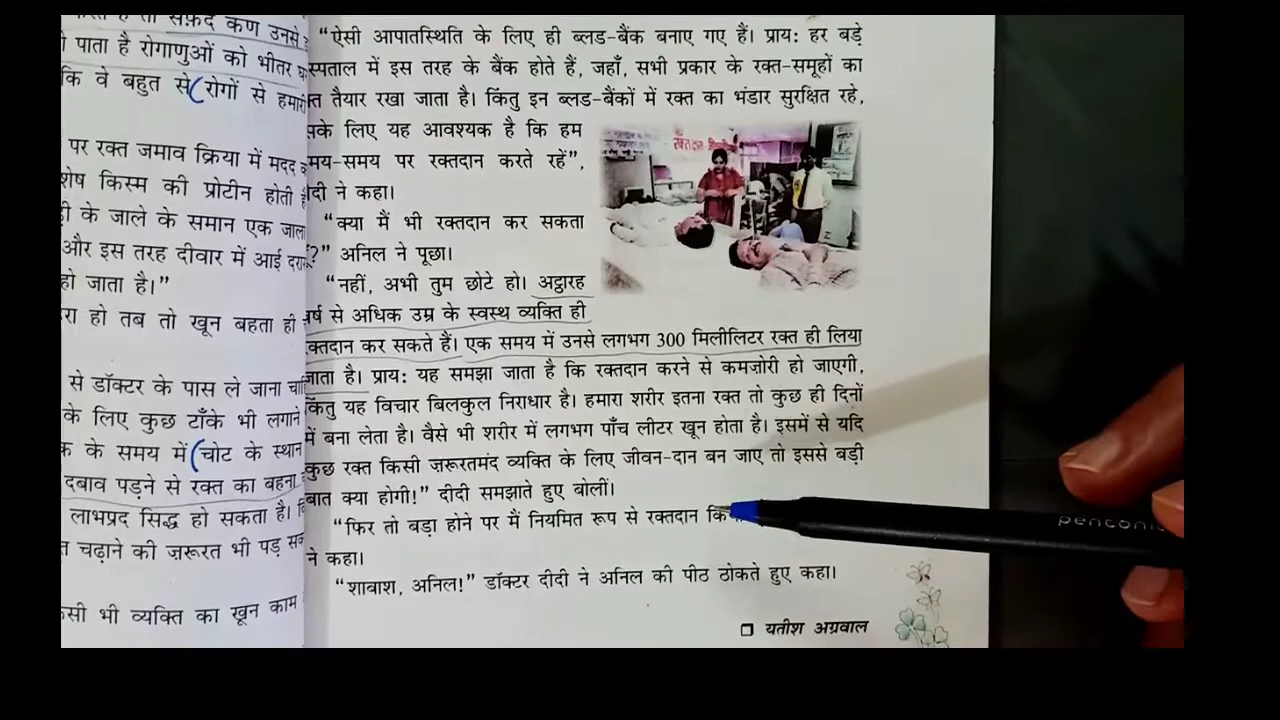 सफ़ेद कण उनसे
पाता है रोगाणुओं को भीतर
कि वे बहुत से रोगों से हमारी
पर रक्त जमाव क्रिया में मदद
किस्म की प्रोटीन होती
के जाले के समान एक जाला
और इस तरह दीवार में आई
हो जाता है।”
हो तब तो खून बहता ही
से डॉक्टर के पास ले जाना
के लिए कुछ टाँके भी लगाने
के समय में चोट के स्थान
दबाव पड़ने से रक्त का बहना
लाभप्रद सिद्ध हो सकता है।
चढ़ाने की ज़रूरत भी पड़
भी व्यक्ति का खून काम
“ऐसी आपातस्थिति के लिए ही ब्लड-बैंक बनाए गए हैं। प्राय: हर बड़े
में इस तरह के बैंक होते हैं, जहाँ, सभी प्रकार के रक्त-समूहों का
तैयार रखा जाता है। किंतु इन ब्लड-बैंकों में रक्त का भंडार सुरक्षित रहे,
लिए यह आवश्यक है कि हम
पर रक्तदान करते रहें”,
दीदी ने कहा।
“क्या मैं भी रक्तदान कर सकता
?” अनिल ने पूछा।
“नहीं, अभी तुम छोटे हो। अट्ठारह
वर्ष से अधिक उम्र के स्वस्थ व्यक्ति ही
रक्तदान कर सकते हैं। एक समय में उनसे लगभग 300 मिलीलिटर रक्त ही लिया
जाता है। प्राय: यह समझा जाता है कि रक्तदान करने से कमज़ोरी हो जाएगी,
किंतु यह विचार बिलकुल निराधार है। हमारा शरीर इतना रक्त तो कुछ ही दिनों
में बना लेता है। वैसे भी शरीर में लगभग पाँच लीटर खून होता है। इसमें से यदि
कुछ रक्त किसी ज़रूरतमंद व्यक्ति के लिए जीवन-दान बन जाए तो इससे बड़ी
बात क्या होगी!” दीदी समझाते हुए बोलीं।
“फिर तो बड़ा होने पर मैं नियमित रूप से रक्तदान
ने कहा।
“शाबाश, अनिल!” डॉक्टर दीदी ने अनिल की पीठ ठोकते हुए कहा।
❒ यतीश अग्रवाल